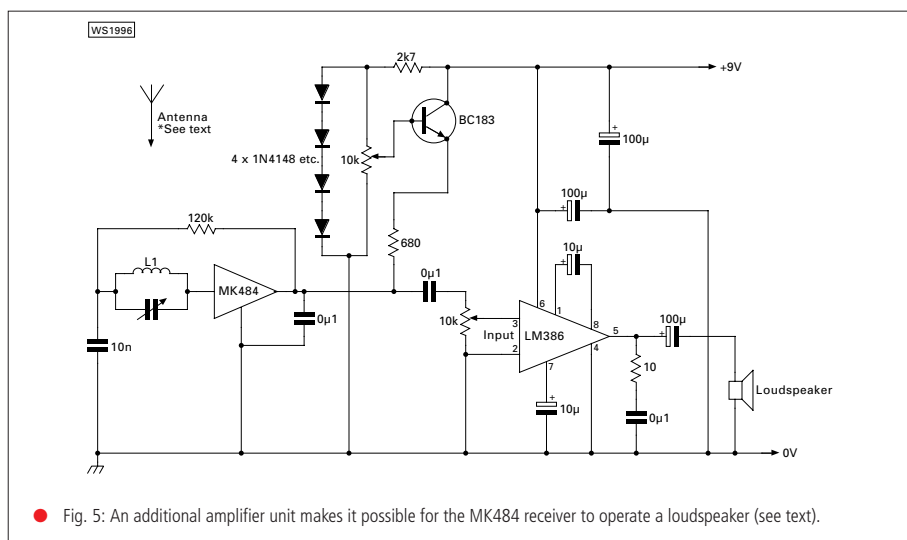 WS1996
2k7
+9V
Antenna
*See text
BC183
+
100µ
4 x 1N4148 etc.
10k
100µ
+
120k
680
10µ
+
L1
0µ1
MK484
6
1
100µ
+
10k
3
8
5
0µ1
Input
LM386
2
4
10n
7
10
Loudspeaker
+
10µ
0µ1
0V
Fig. 5: An additional amplifier unit makes it possible for the MK484 receiver to operate a loudspeaker (see text).